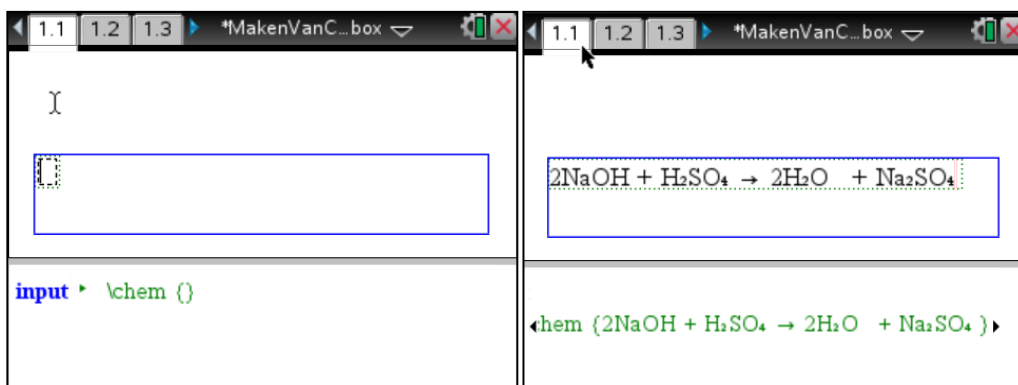 1.1 1.2 1.3 *MakenVanC...box
input ‣ \chem {}
1.1 1.2 1.3 *MakenVanC...box
2NaOH + H₂SO₄ → 2H₂O + Na₂SO₄
hem {2NaOH + H₂SO₄ → 2H₂O + Na₂SO₄ }